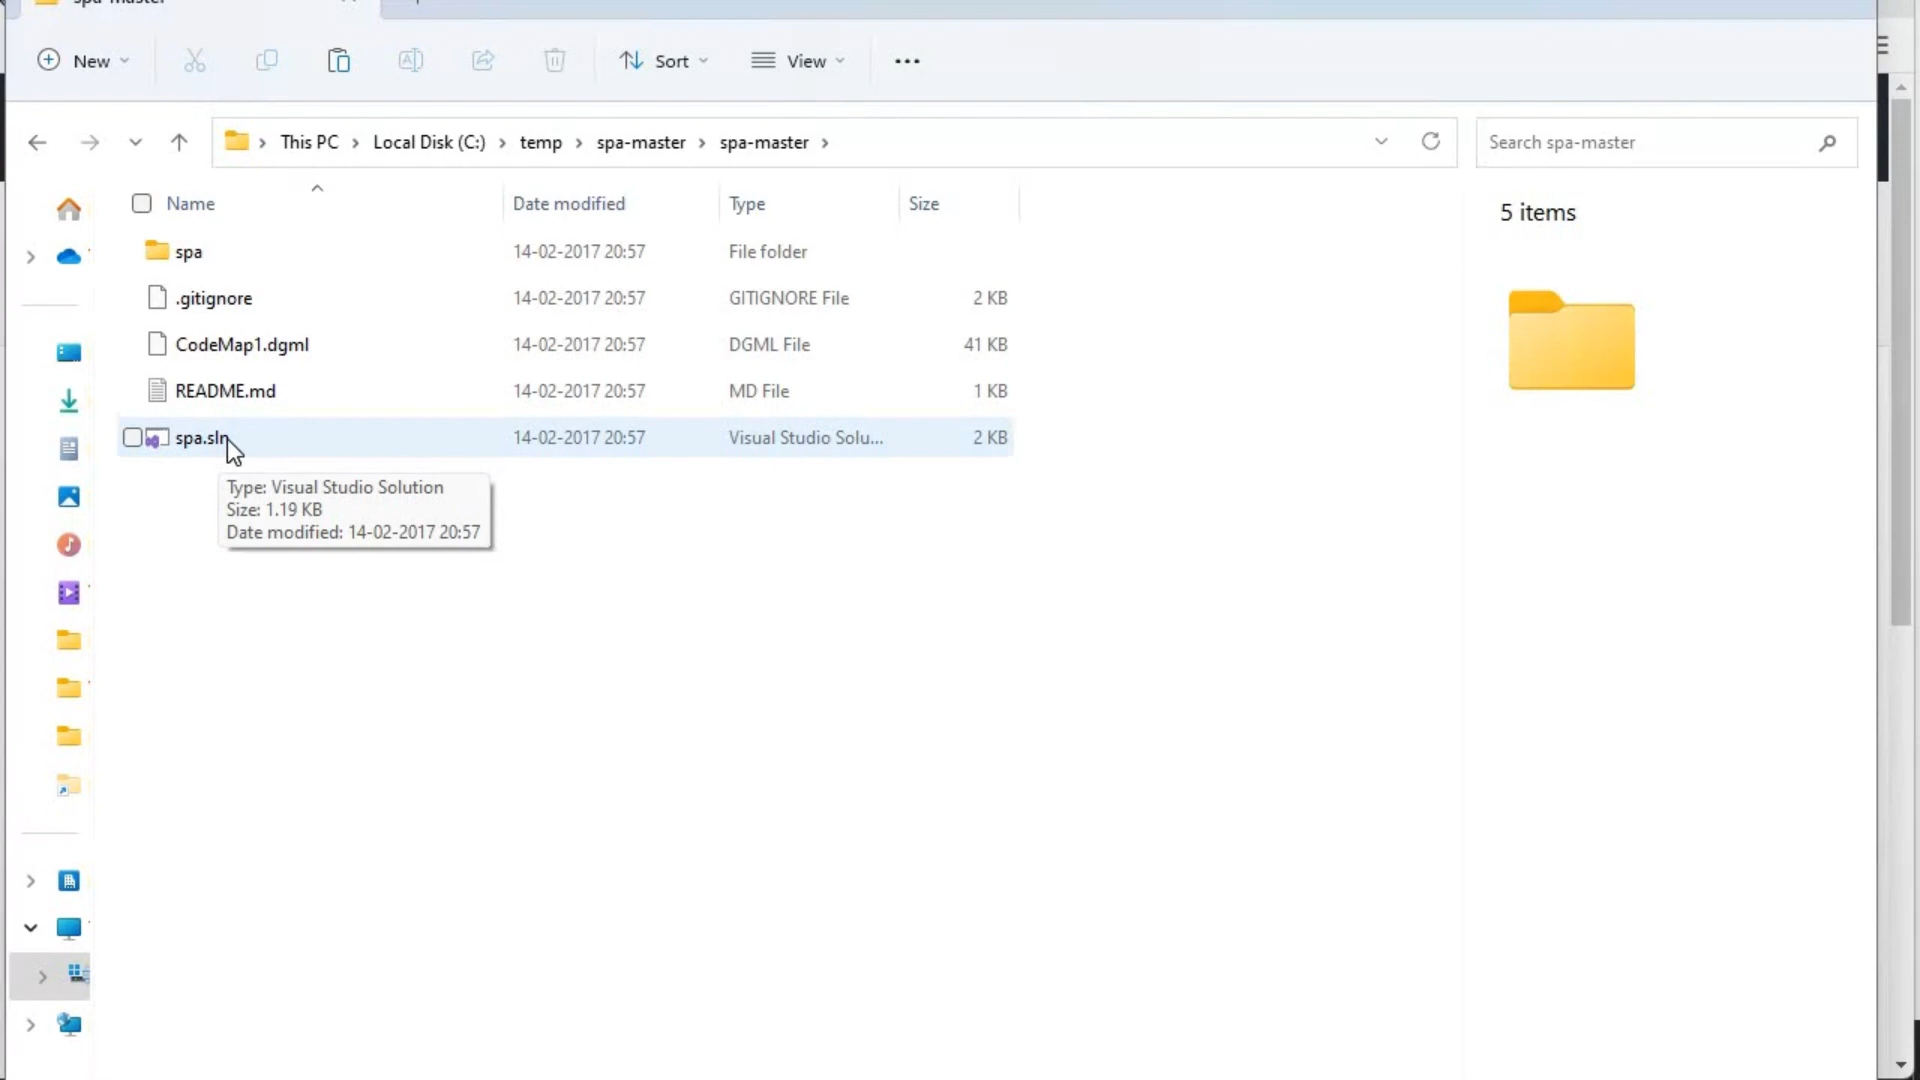 spa-master
New
Sort
View
This PC > Local Disk (C:) > temp > spa-master > spa-master >
Search spa-master
Name Date modified Type Size
5 items
spa 14-02-2017 20:57 File folder
.gitignore 14-02-2017 20:57 GITIGNORE File 2 KB
CodeMap1.dgml 14-02-2017 20:57 DGML File 41 KB
README.md 14-02-2017 20:57 MD File 1 KB
spa.sln 14-02-2017 20:57 Visual Studio Solu... 2 KB
Type: Visual Studio Solution
Size: 1.19 KB
Date modified: 14-02-2017 20:57